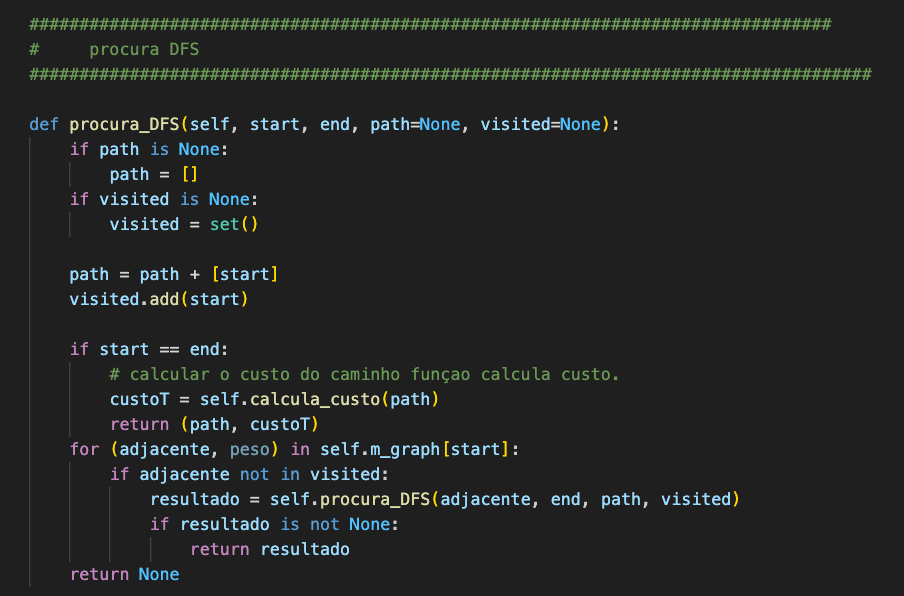 ################################################################################
#     procura DFS
####################################################################################
def procura_DFS(self, start, end, path=None, visited=None):
    if path is None:
        path = []
    if visited is None:
        visited = set()
    path = path + [start]
    visited.add(start)
    if start == end:
        # calcular o custo do caminho funçao calcula custo.
        custoT = self.calcula_custo(path)
        return (path, custoT)
    for (adjacente, peso) in self.m_graph[start]:
        if adjacente not in visited:
            resultado = self.procura_DFS(adjacente, end, path, visited)
            if resultado is not None:
                return resultado
    return None